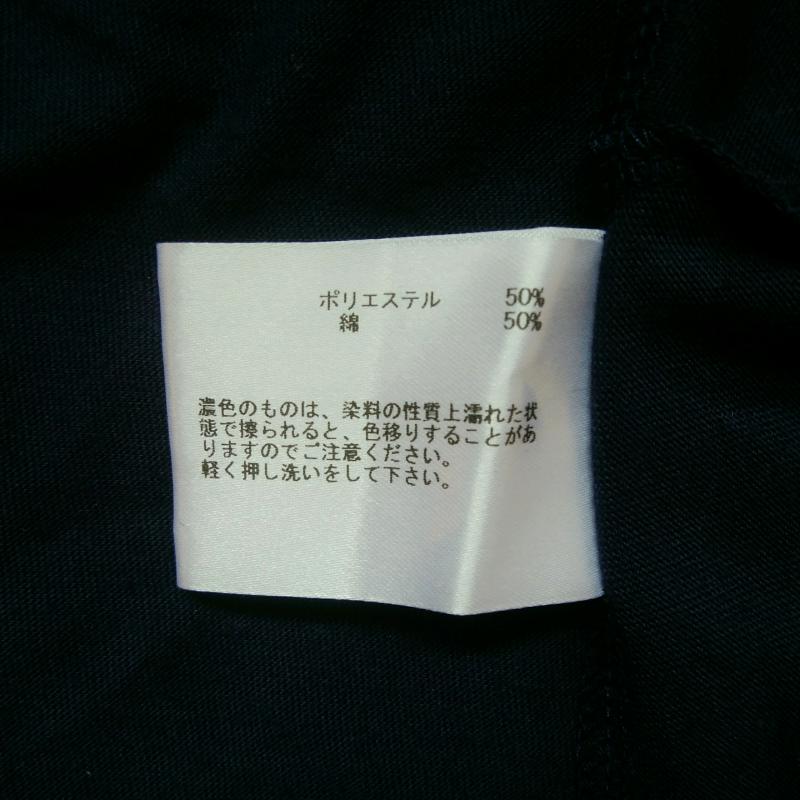 ポリエステル 50%
綿 50%
濃色のものは、染料の性質上濡れた状
態で擦られると、色移りすることがあ
りますのでご注意ください。
軽く押し洗いをして下さい。